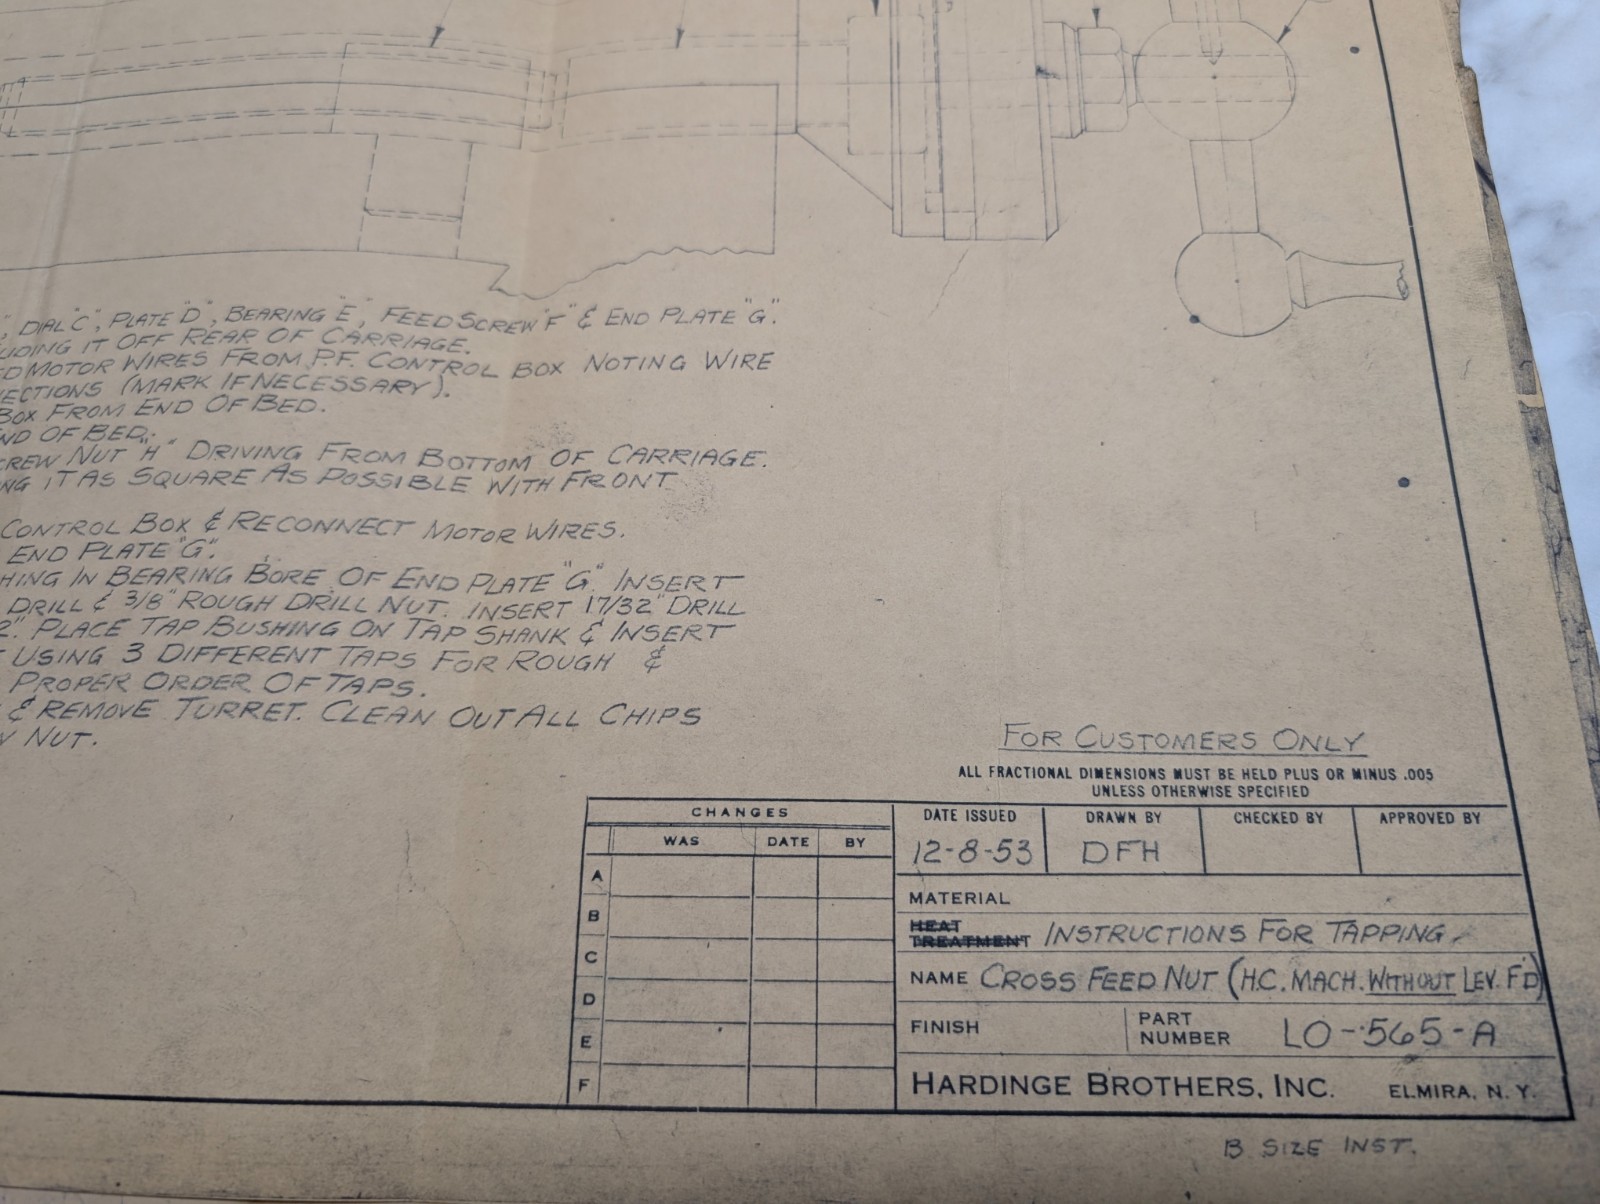 ", DIAL "C", PLATE "D", BEARING "E", FEED SCREW "F" & END PLATE "G".
UDING IT OFF REAR OF CARRIAGE.
ED MOTOR WIRES FROM P.F. CONTROL BOX NOTING WIRE
ECTIONS (MARK IF NECESSARY).
BOX FROM END OF BED.
ND OF BED.
CREW NUT "H" DRIVING FROM BOTTOM OF CARRIAGE.
NG IT AS SQUARE AS POSSIBLE WITH FRONT
CONTROL BOX & RECONNECT MOTOR WIRES.
END PLATE "G".
HING IN BEARING BORE OF END PLATE "G". INSERT
DRILL & 3/8" ROUGH DRILL NUT. INSERT 17/32" DRILL
2". PLACE TAP BUSHING ON TAP SHANK & INSERT
T USING 3 DIFFERENT TAPS FOR ROUGH &
PROPER ORDER OF TAPS.
& REMOVE TURRET. CLEAN OUT ALL CHIPS
W NUT.
FOR CUSTOMERS ONLY
ALL FRACTIONAL DIMENSIONS MUST BE HELD PLUS OR MINUS .005
UNLESS OTHERWISE SPECIFIED
CHANGES
WAS DATE BY
A
B
C
D
E
F
DATE ISSUED DRAWN BY CHECKED BY APPROVED BY
12-8-53 DFH
MATERIAL
HEAT TREATMENT INSTRUCTIONS FOR TAPPING
NAME CROSS FEED NUT (H.C. MACH. WITHOUT LEV. F'D)
FINISH PART NUMBER LO-565-A
HARDINGE BROTHERS, INC. ELMIRA, N. Y.
B SIZE INST.